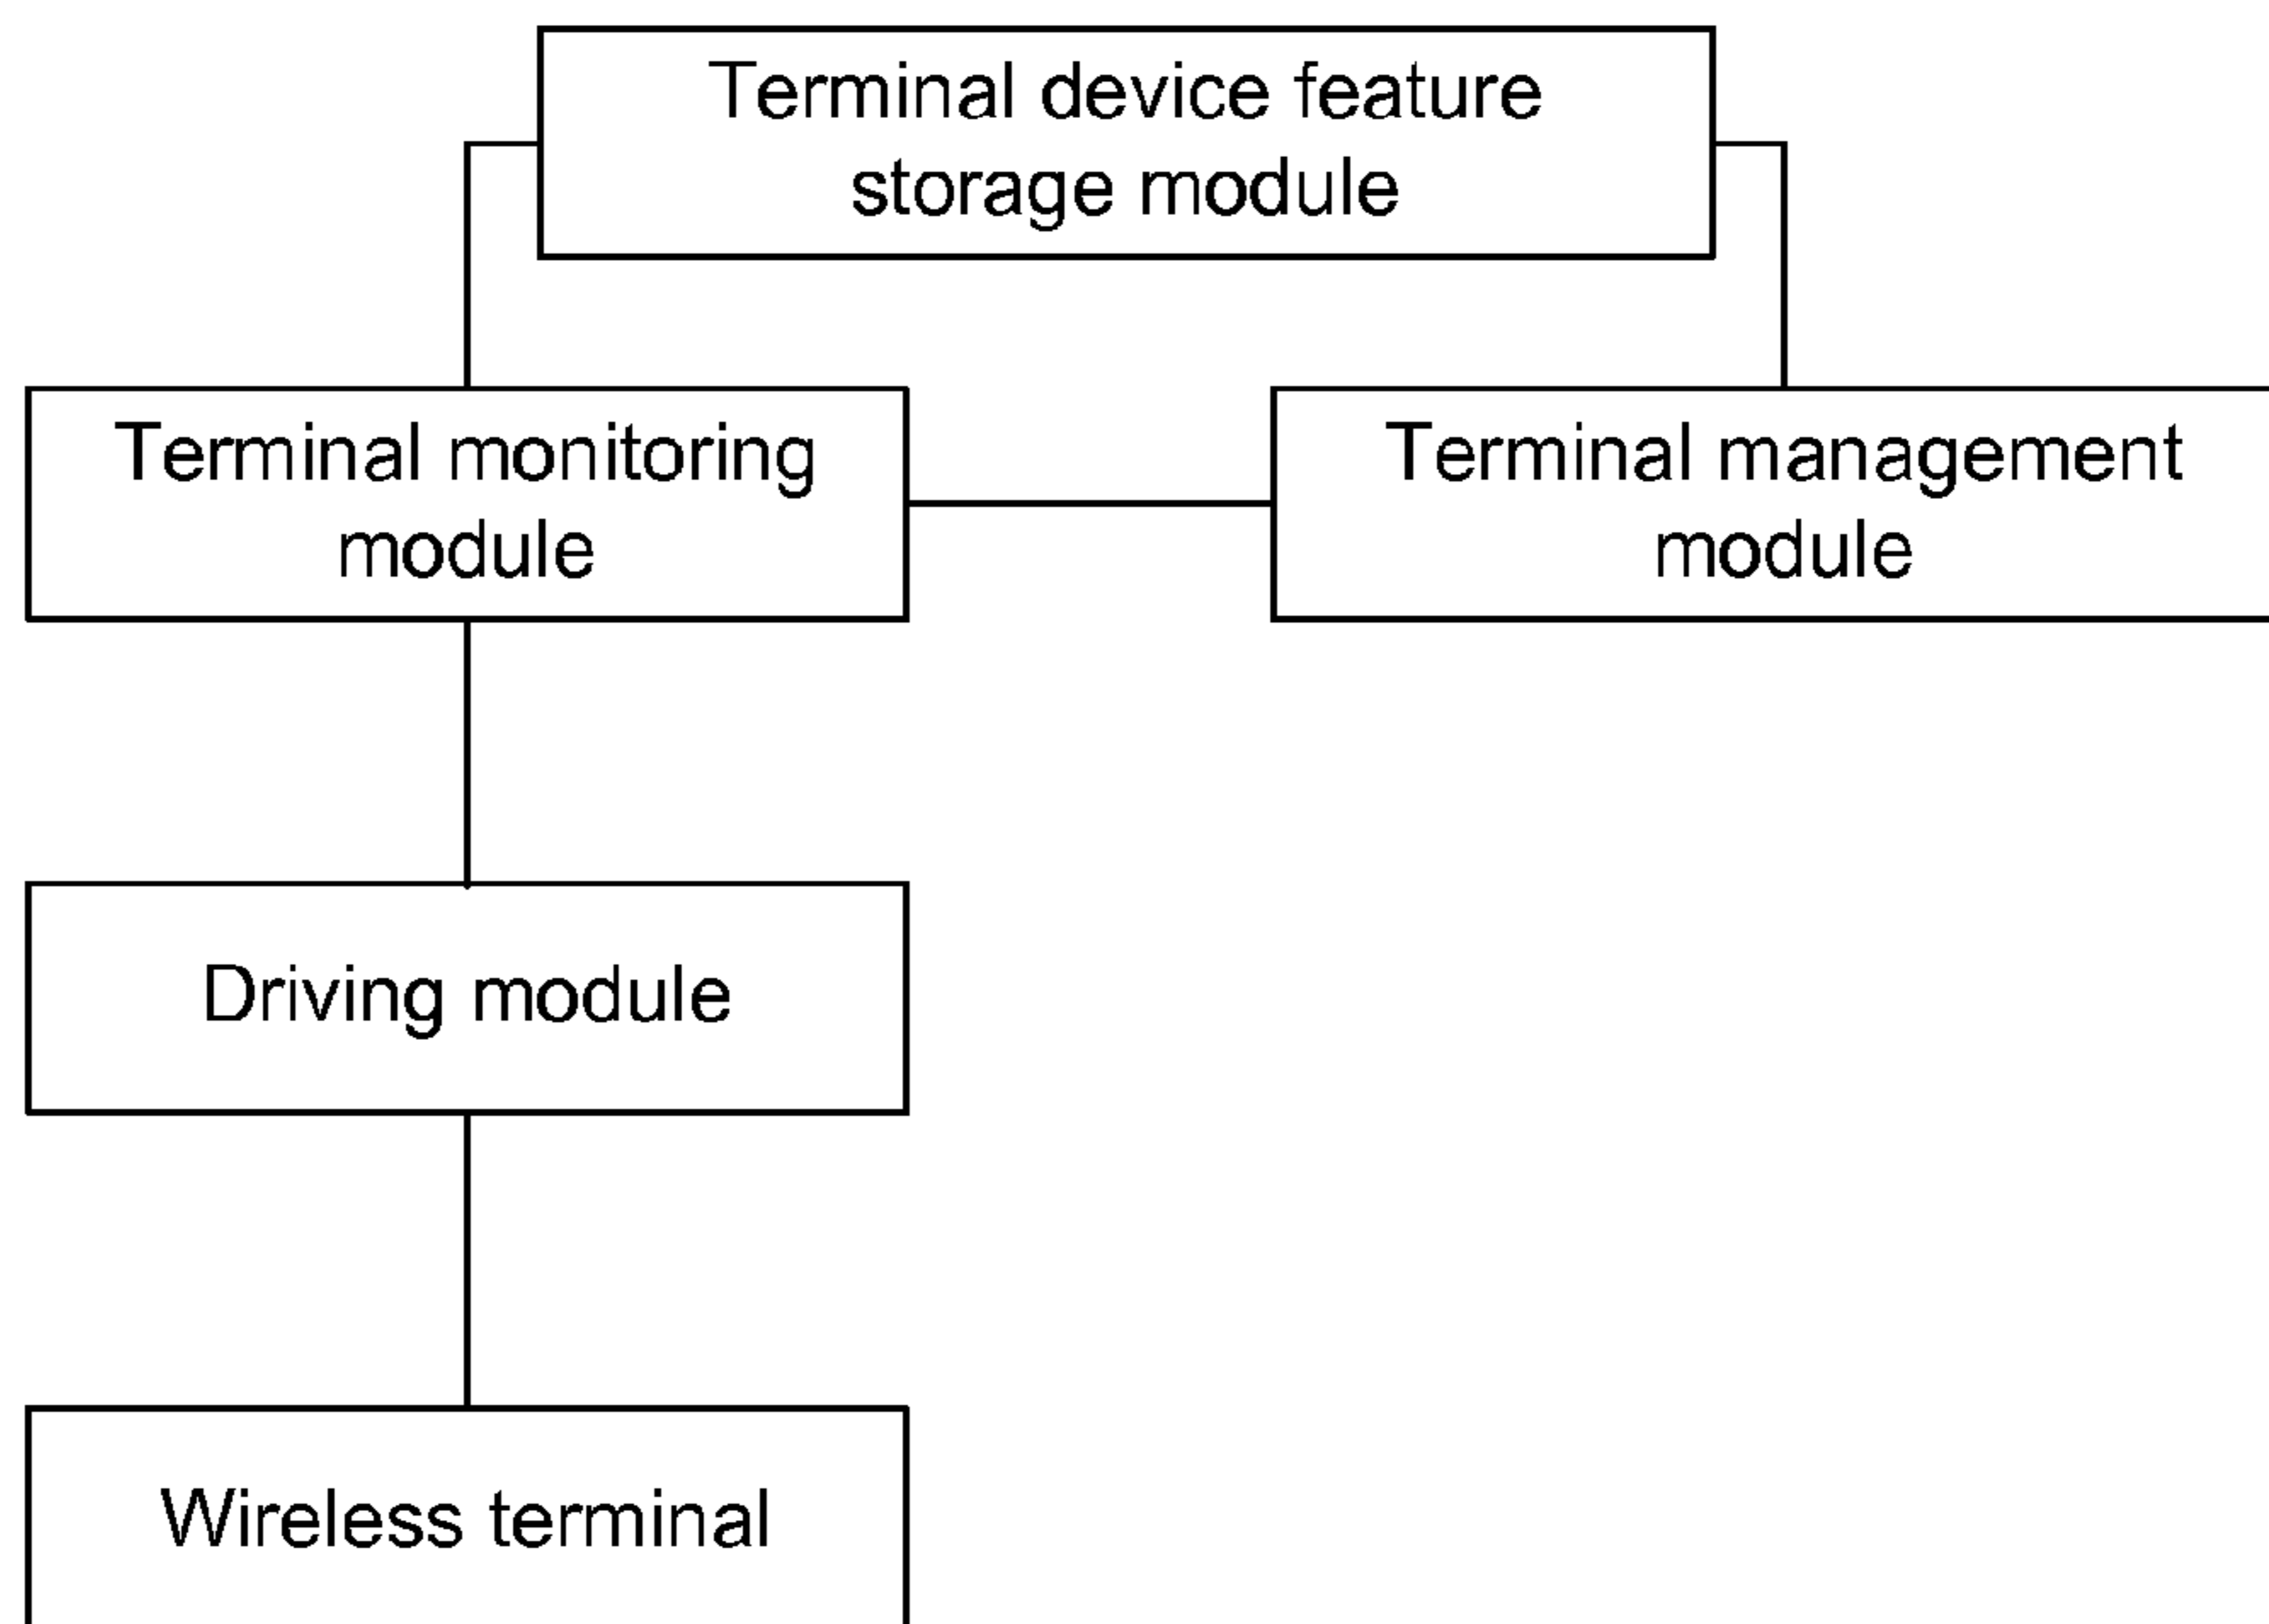 Terminal device feature
storage module
Terminal monitoring
module
Terminal management
module
Driving module
Wireless terminal